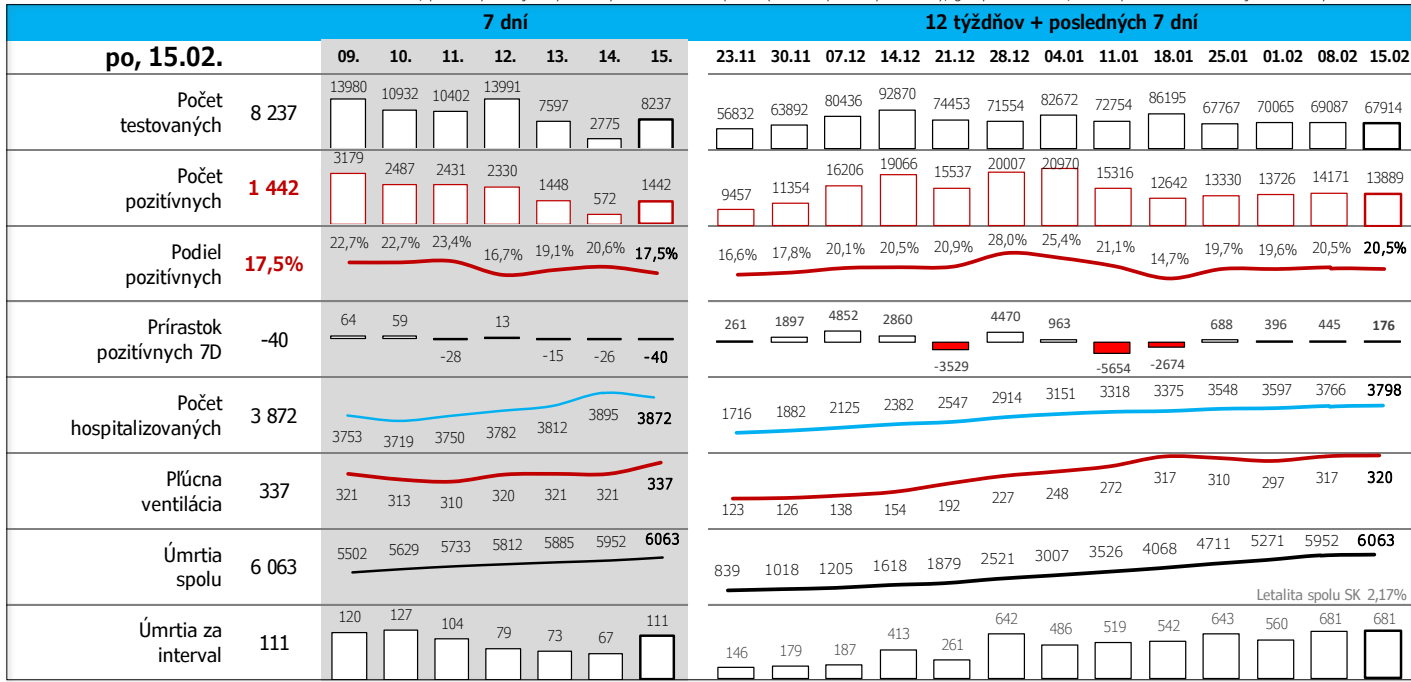 7 dní 12 týždňov + posledných 7 dní
po, 15.02. 09. 10. 11. 12. 13. 14. 15. 23.11 30.11 07.12 14.12 21.12 28.12 04.01 11.01 18.01 25.01 01.02 08.02 15.02
Počet testovaných 8 237 13980 10932 10402 13991 7597 2775 8237 56832 63892 80436 92870 74453 71554 82672 72754 86195 67767 70065 69087 67914
Počet pozitívnych 1 442 3179 2487 2431 2330 1448 572 1442 9457 11354 16206 19066 15537 20007 20970 15316 12642 13330 13726 14171 13889
Podiel pozitívnych 17,5% 22,7% 22,7% 23,4% 16,7% 19,1% 20,6% 17,5% 16,6% 17,8% 20,1% 20,5% 20,9% 28,0% 25,4% 21,1% 14,7% 19,7% 19,6% 20,5% 20,5%
Prírastok pozitívnych 7D -40 64 59 -28 13 -15 -26 -40 261 1897 4852 2860 -3529 4470 963 -5654 -2674 688 396 445 176
Počet hospitalizovaných 3 872 3753 3719 3750 3782 3812 3895 3872 1716 1882 2125 2382 2547 2914 3151 3318 3375 3548 3597 3766 3798
Pľúcna ventilácia 337 321 313 310 320 321 321 337 123 126 138 154 192 227 248 272 317 310 297 317 320
Úmrtia spolu 6 063 5502 5629 5733 5812 5885 5952 6063 839 1018 1205 1618 1879 2521 3007 3526 4068 4711 5271 5952 6063
Letalita spolu SK 2,17%
Úmrtia za interval 111 120 127 104 79 73 67 111 146 179 187 413 261 642 486 519 542 643 560 681 681